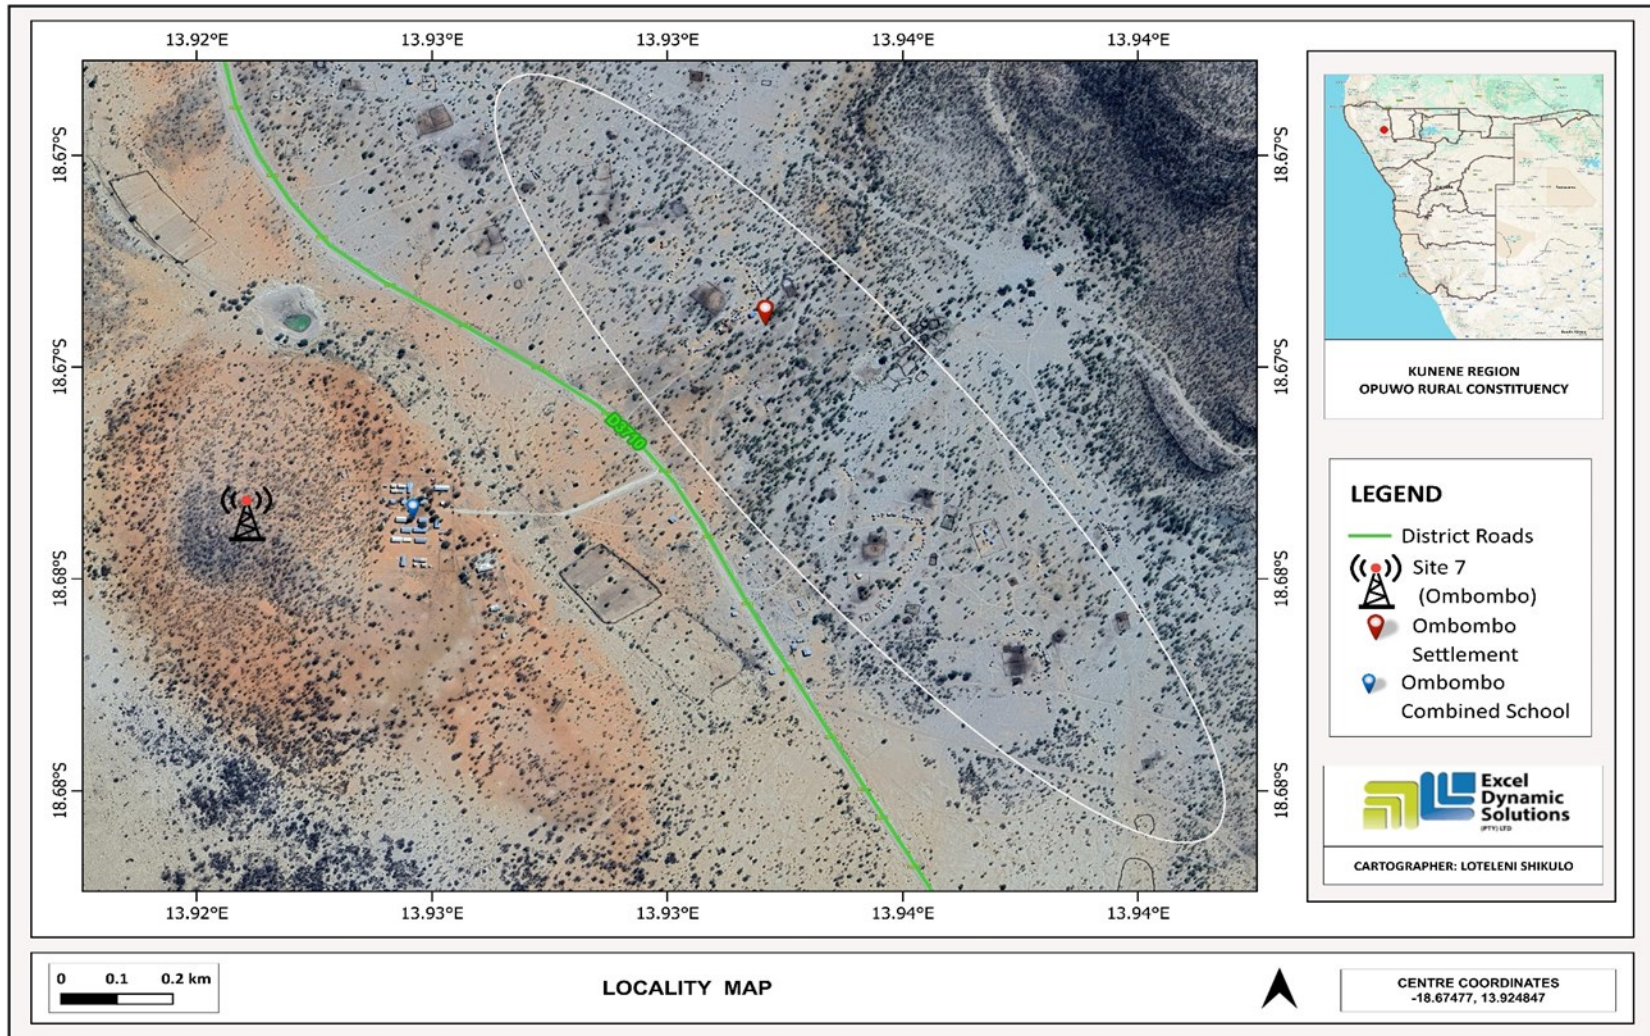 13.92°E 13.93°E 13.93°E 13.94°E 13.94°E
18.67°S
18.67°S
18.68°S
18.68°S
D3710
18.67°S
18.67°S
18.68°S
18.68°S
13.92°E 13.93°E 13.93°E 13.94°E 13.94°E
KUNENE REGION
OPUWO RURAL CONSTITUENCY
LEGEND
District Roads
Site 7
(Ombombo)
Ombombo
Settlement
Ombombo
Combined School
Excel
Dynamic
Solutions
(PTY) LTD
CARTOGRAPHER: LOTELENI SHIKULO
0 0.1 0.2 km
LOCALITY MAP
CENTRE COORDINATES
-18.67477, 13.924847